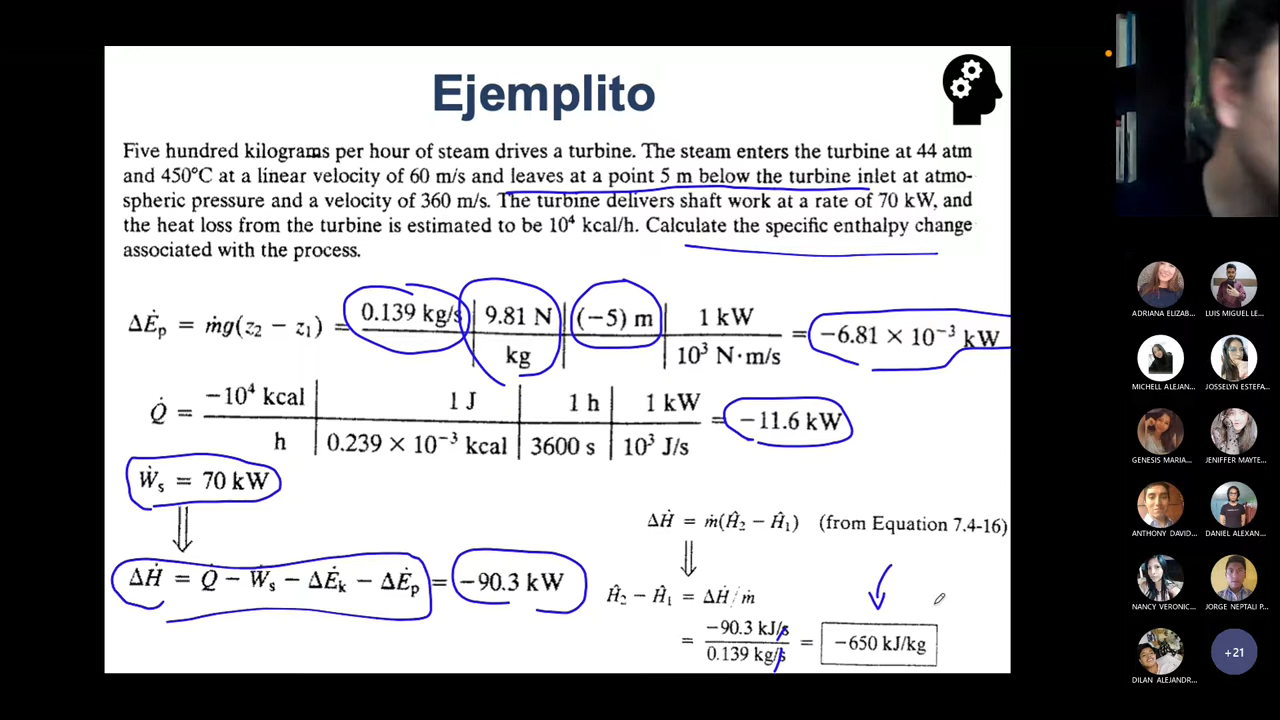 Ejemplito
Five hundred kilograms per hour of steam drives a turbine. The steam enters the turbine at 44 atm
and 450°C at a linear velocity of 60 m/s and leaves at a point 5 m below the turbine inlet at atmo-
spheric pressure and a velocity of 360 m/s. The turbine delivers shaft work at a rate of 70 kW, and
the heat loss from the turbine is estimated to be 10⁴ kcal/h. Calculate the specific enthalpy change
associated with the process.
ΔĖp = ṁg(z₂ − z₁) = 0.139 kg/s | 9.81 N | (−5) m | 1 kW = −6.81 × 10⁻³ kW
kg | 10³ N·m/s
Q̇ = −10⁴ kcal | 1 J | 1 h | 1 kW = −11.6 kW
h | 0.239 × 10⁻³ kcal | 3600 s | 10³ J/s
Ẇs = 70 kW
⇓
ΔḢ = Q̇ − Ẇs − ΔĖk − ΔĖp = −90.3 kW
ΔḢ = ṁ(Ĥ₂ − Ĥ₁) (from Equation 7.4-16)
⇓
Ĥ₂ − Ĥ₁ = ΔḢ/ṁ
= −90.3 kJ/s
0.139 kg/s
= −650 kJ/kg
ADRIANA ELIZAB...
LUIS MIGUEL LE...
MICHELL ALEJAN...
JOSSELYN ESTEFA...
GENESIS MARIA...
JENIFFER MAYTE...
ANTHONY DAVID...
DANIEL ALEXAN...
NANCY VERONIC...
JORGE NEPTALI P...
DILAN ALEJANDR...
+21